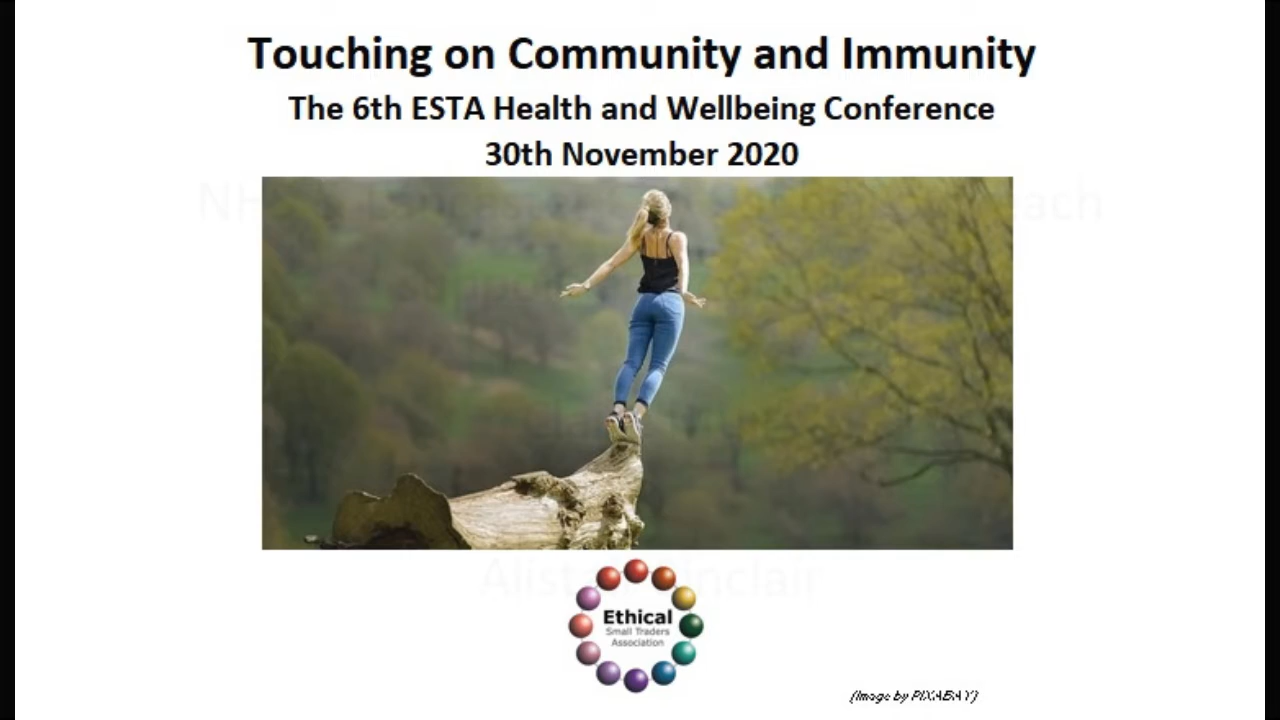 Touching on Community and Immunity
The 6th ESTA Health and Wellbeing Conference
30th November 2020
Ethical
Small Traders
Association
(Image by PIXABAY)